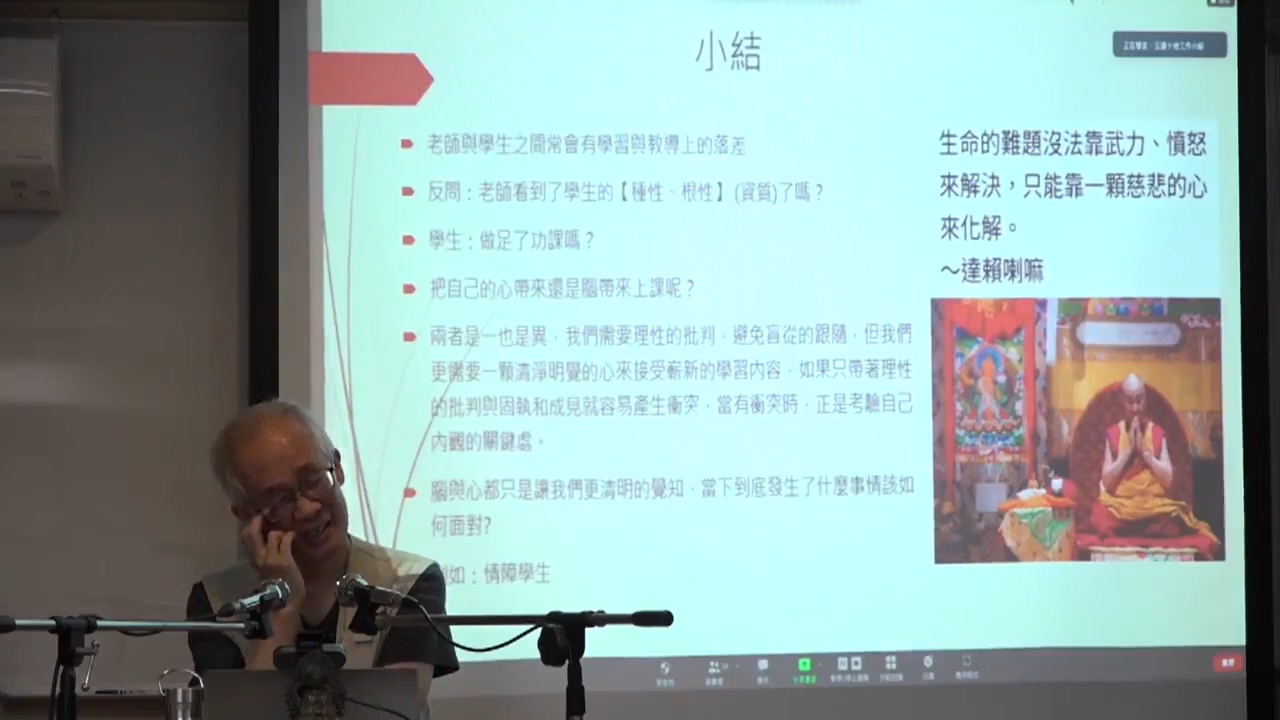 小結
老師與學生之間常會有學習與教導上的落差
反問：老師看到了學生的【種性、根性】(資質)了嗎？
學生：做足了功課嗎？
把自己的心帶來還是腦帶來上課呢？
兩者是一也是異，我們需要理性的批判，避免盲從的跟隨，但我們
更需要一顆清淨明覺的心來接受嶄新的學習內容，如果只帶著理性
的批判與固執和成見就容易產生衝突，當有衝突時，正是考驗自己
內觀的關鍵處。
腦與心都只是讓我們更清明的覺知，當下到底發生了什麼事情該如
何面對?
如：情障學生
生命的難題沒法靠武力、憤怒
來解決，只能靠一顆慈悲的心
來化解。
～達賴喇嘛